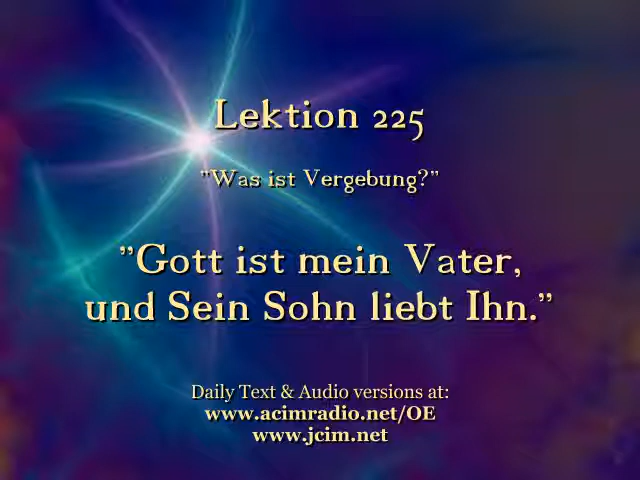 Lektion 225
"Was ist Vergebung?"
"Gott ist mein Vater,
und Sein Sohn liebt Ihn."
Daily Text & Audio versions at:
www.acimradio.net/OE
www.jcim.net